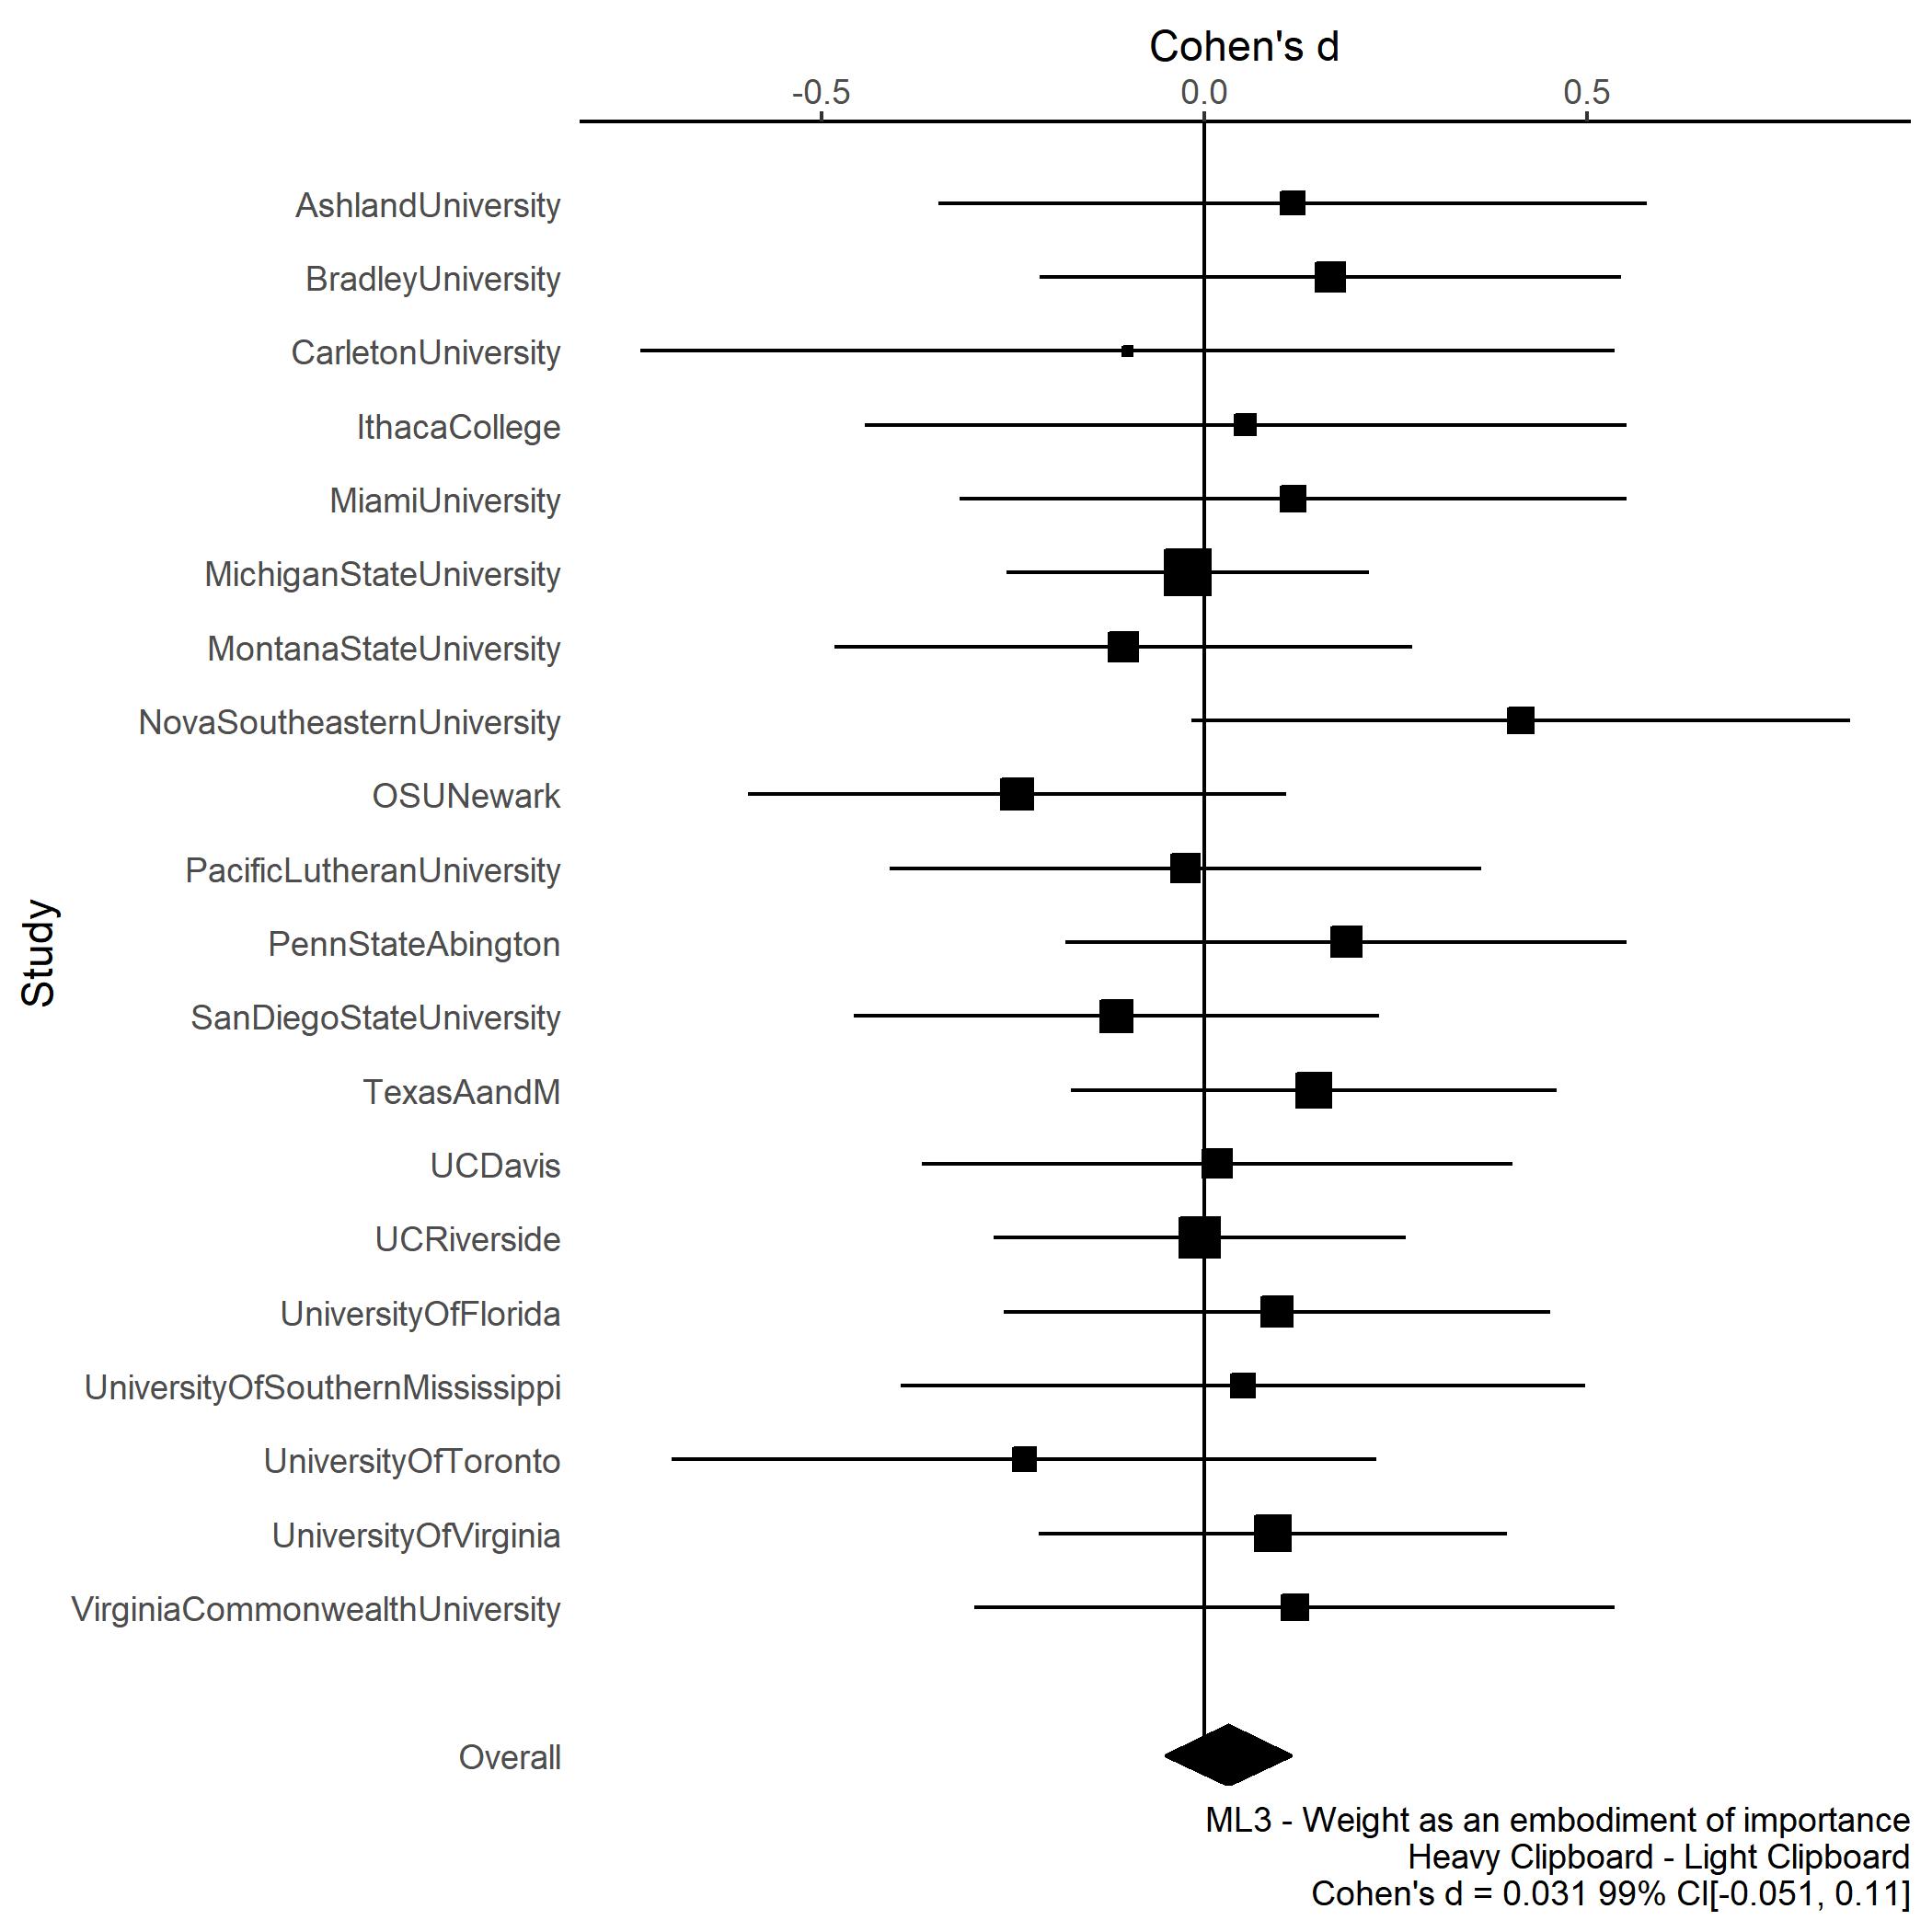 Cohen's d
-0.5 0.0 0.5
AshlandUniversity
BradleyUniversity
CarletonUniversity
IthacaCollege
MiamiUniversity
MichiganStateUniversity
MontanaStateUniversity
NovaSoutheasternUniversity
OSUNewark
PacificLutheranUniversity
PennStateAbington
SanDiegoStateUniversity
TexasAandM
UCDavis
UCRiverside
UniversityOfFlorida
UniversityOfSouthernMississippi
UniversityOfToronto
UniversityOfVirginia
VirginiaCommonwealthUniversity
Overall
Study
ML3 - Weight as an embodiment of importance
Heavy Clipboard - Light Clipboard
Cohen's d = 0.031 99% CI[-0.051, 0.11]